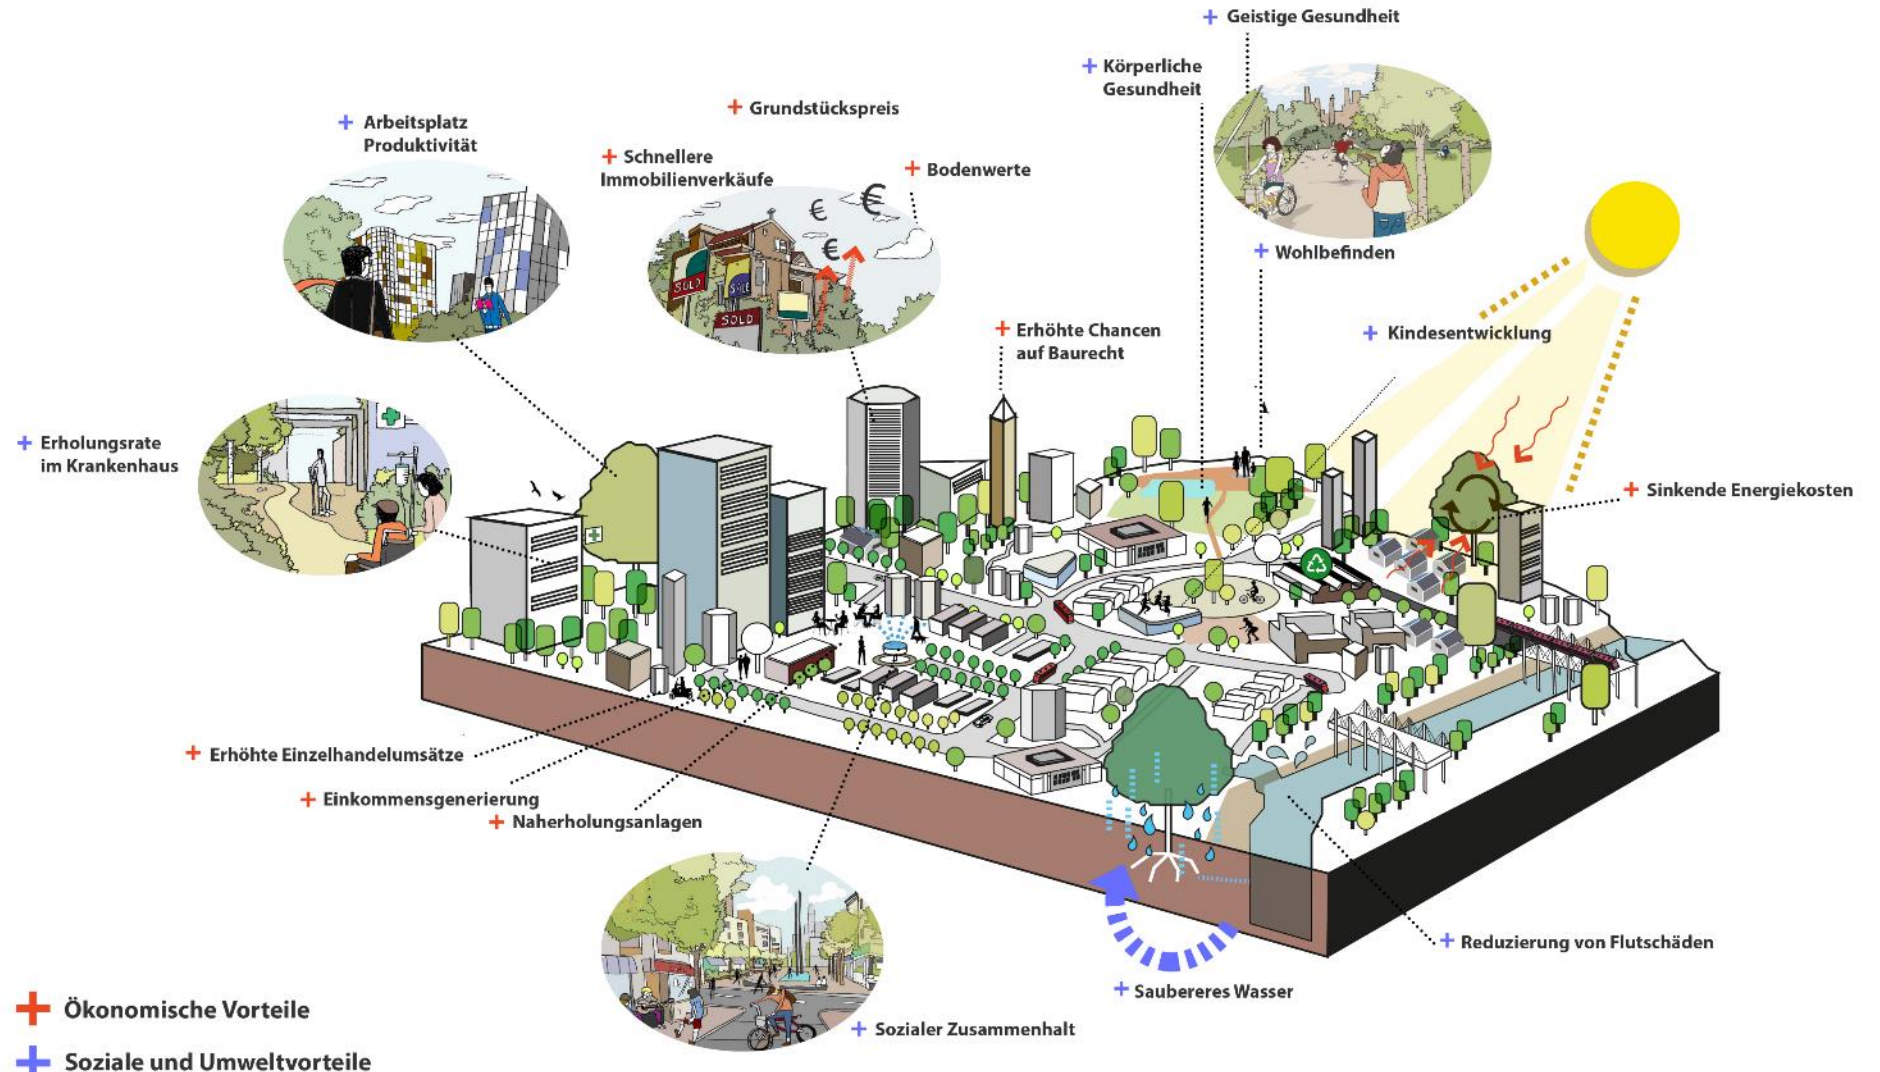 Geistige Gesundheit
Körperliche
Gesundheit
Grundstückspreis
Arbeitsplatz
Produktivität
Schnellere
Immobilienverkäufe
Bodenwerte
€
€
€
SOLD
SALE
SOLD
Wohlbefinden
Erhöhte Chancen
auf Baurecht
Kindesentwicklung
Erholungsrate
im Krankenhaus
Sinkende Energiekosten
Erhöhte Einzelhandelumsätze
Einkommensgenerierung
Naherholungsanlagen
Reduzierung von Flutschäden
Saubereres Wasser
Sozialer Zusammenhalt
Ökonomische Vorteile
Soziale und Umweltvorteile